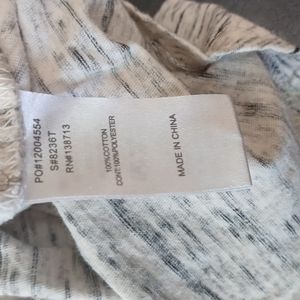 PO#12004554
S#8236T
RN#138713
100%COTTON
CONT:100%POLYESTER
MADE IN CHINA